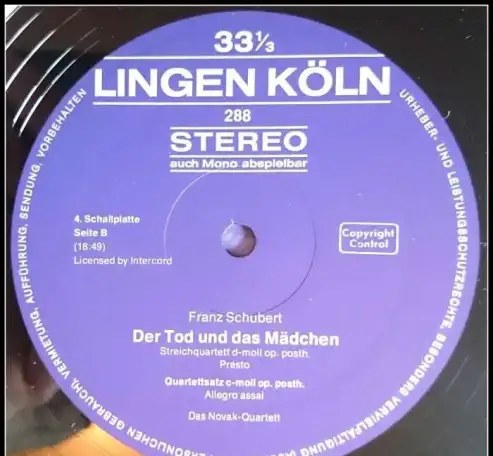 33⅓
LINGEN KÖLN
288
STEREO
auch Mono abspielbar
4. Schallplatte
Seite B
(18:49)
Licensed by Intercord
Copyright
Control
Franz Schubert
Der Tod und das Mädchen
Streichquartett d-moll op. posth.
Presto
Quartettsatz c-moll op. posth.
Allegro assai
Das Novak-Quartett
URHEBER- UND LEISTUNGSSCHUTZRECHTE, BESONDERS VERVIELFÄLTIGUNG
PERSÖNLICHEN GEBRAUCH), VERMIETUNG, AUFFÜHRUNG, SENDUNG, VORBEHALTEN